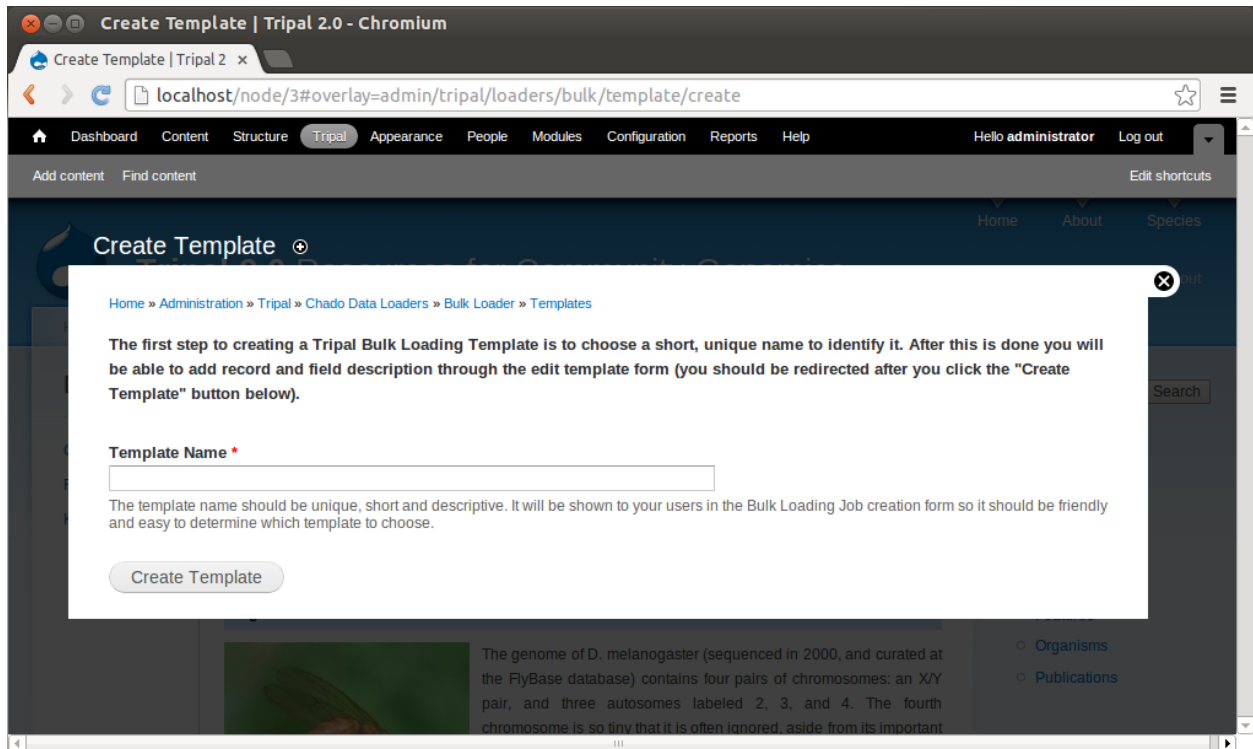 Create Template | Tripal 2.0 - Chromium
Create Template | Tripal 2 ×
localhost/node/3#overlay=admin/tripal/loaders/bulk/template/create
Dashboard Content Structure Tripal Appearance People Modules Configuration Reports Help Hello administrator Log out
Add content Find content Edit shortcuts
Home About Species
Create Template
Tripal 2.0 Resources for Community Genomics
out
Home » Administration » Tripal » Chado Data Loaders » Bulk Loader » Templates
The first step to creating a Tripal Bulk Loading Template is to choose a short, unique name to identify it. After this is done you will
be able to add record and field description through the edit template form (you should be redirected after you click the "Create
Template" button below).
Search
Template Name *
The template name should be unique, short and descriptive. It will be shown to your users in the Bulk Loading Job creation form so it should be friendly
and easy to determine which template to choose.
Create Template
Organisms
Publications
The genome of D. melanogaster (sequenced in 2000, and curated at
the FlyBase database) contains four pairs of chromosomes: an X/Y
pair, and three autosomes labeled 2, 3, and 4. The fourth
chromosome is so tiny that it is often ignored, aside from its important